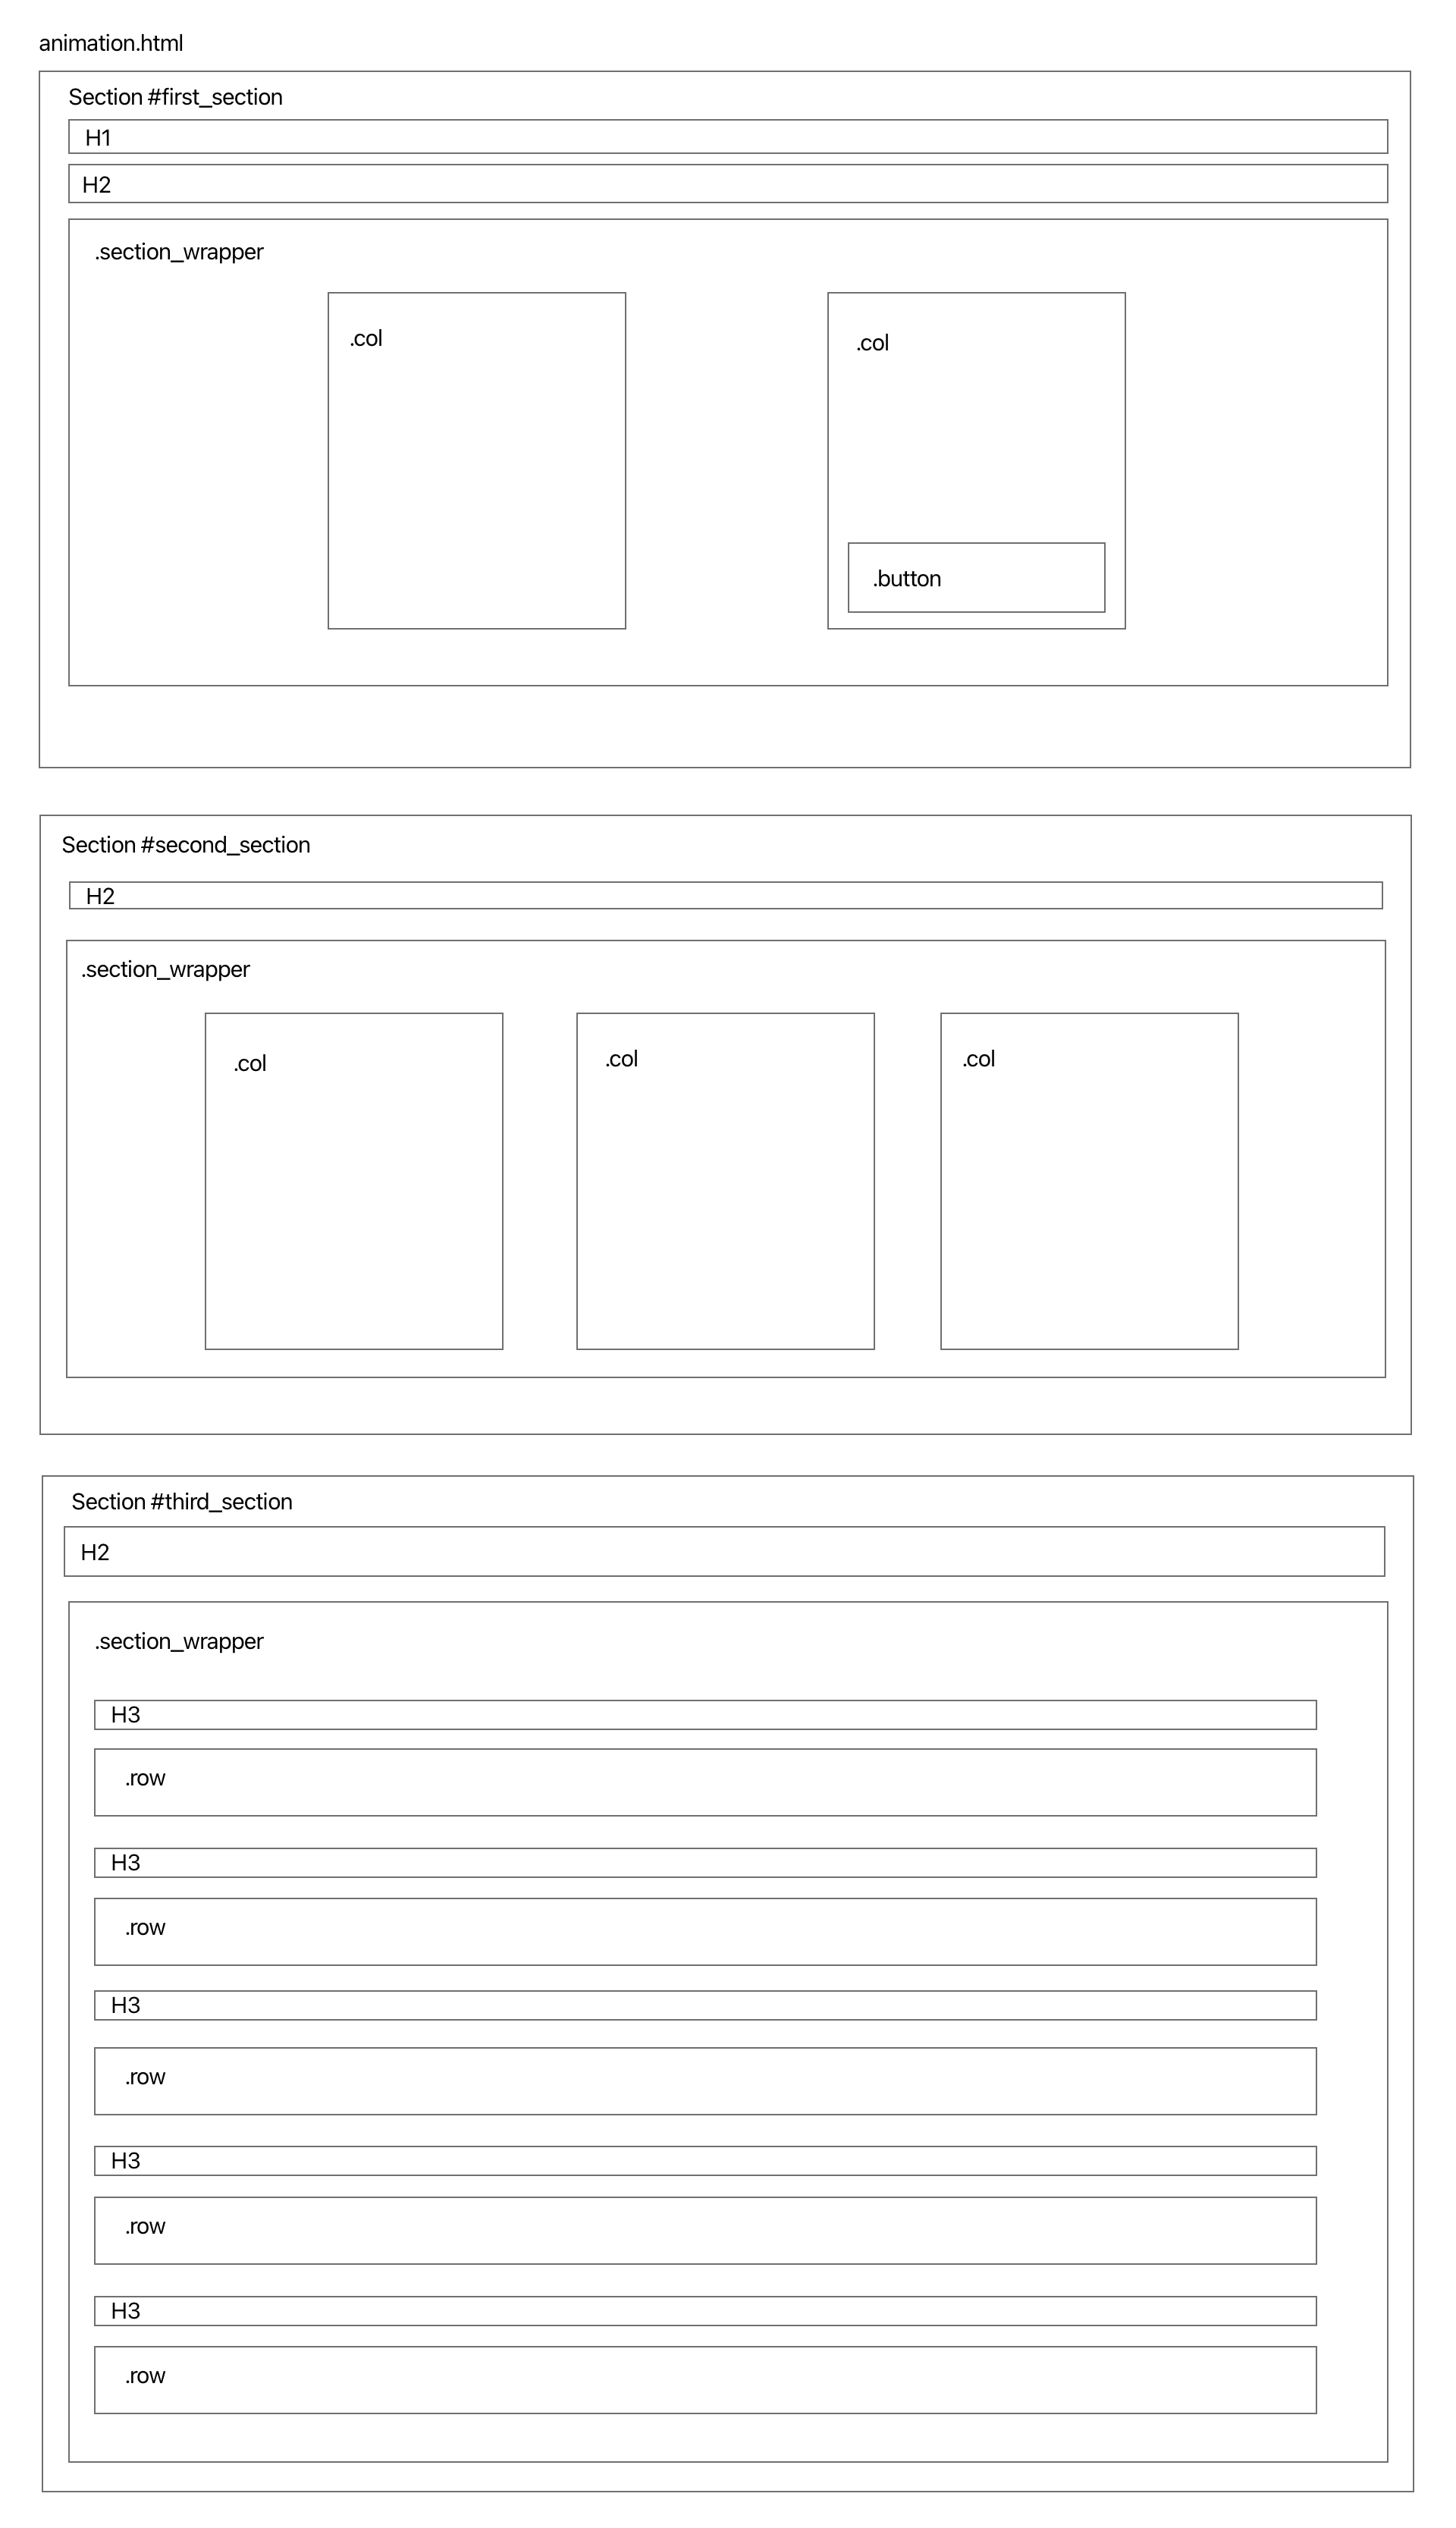 animation.html
Section #first_section
H1
H2
.section_wrapper
.col
.col
.button
Section #second_section
H2
.section_wrapper
.col
.col
.col
Section #third_section
H2
.section_wrapper
H3
.row
H3
.row
H3
.row
H3
.row
H3
.row